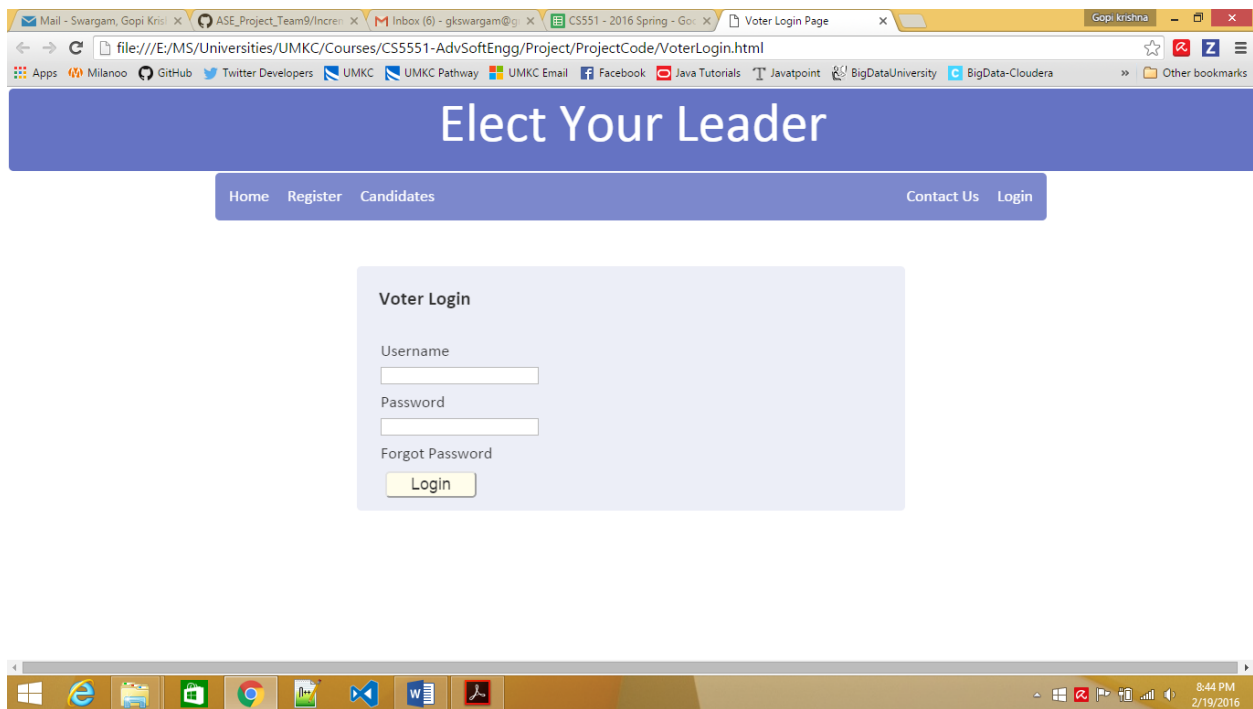 Mail - Swargam, Gopi Kris ASE_Project_Team9/Increm Inbox (6) - gkswargam@g CS551 - 2016 Spring - Goo Voter Login Page Gopi krishna
file:///E:/MS/Universities/UMKC/Courses/CS5551-AdvSoftEngg/Project/ProjectCode/VoterLogin.html
Apps Milanoo GitHub Twitter Developers UMKC UMKC Pathway UMKC Email Facebook Java Tutorials Javatpoint BigDataUniversity BigData-Cloudera » Other bookmarks
Elect Your Leader
Home Register Candidates Contact Us Login
Voter Login
Username
Password
Forgot Password
Login
8:44 PM
2/19/2016